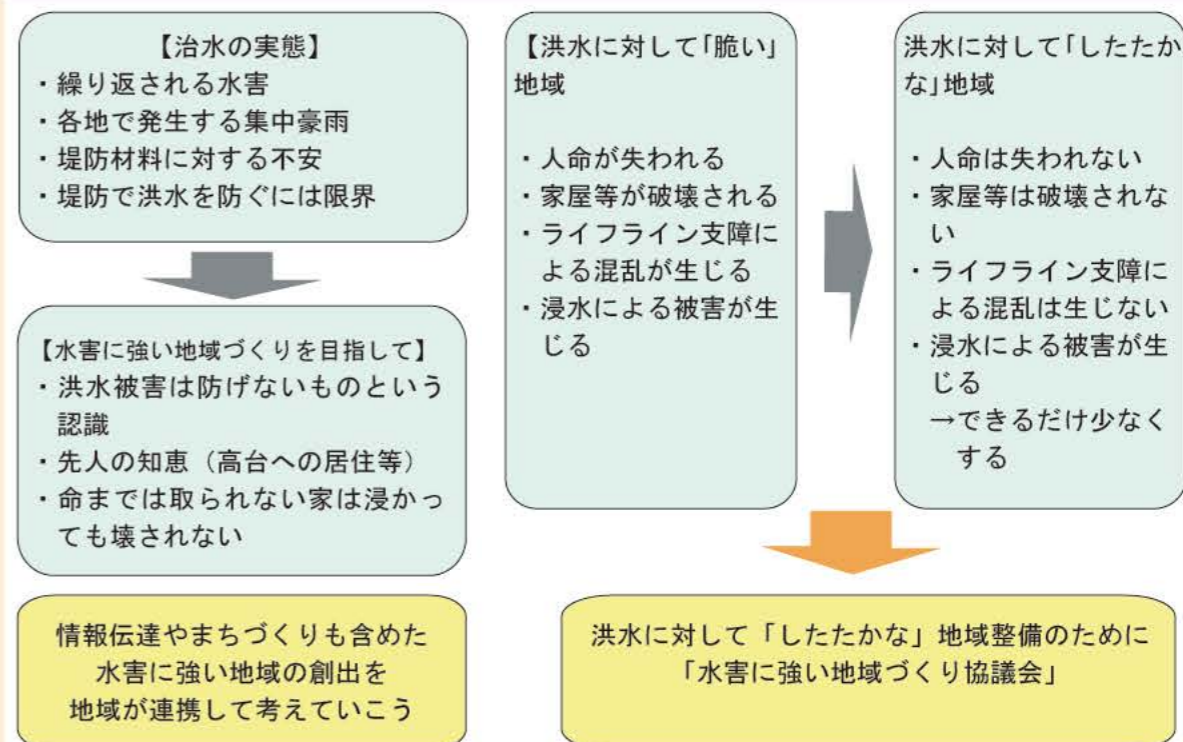 【治水の実態】
・繰り返される水害
・各地で発生する集中豪雨
・堤防材料に対する不安
・堤防で洪水を防ぐには限界
【水害に強い地域づくりを目指して】
・洪水被害は防げないものという
認識
・先人の知恵（高台への居住等）
・命までは取られない家は浸かっ
ても壊されない
情報伝達やまちづくりも含めた
水害に強い地域の創出を
地域が連携して考えていこう
【洪水に対して「脆い」
地域
・人命が失われる
・家屋等が破壊される
・ライフライン支障に
よる混乱が生じる
・浸水による被害が生
じる
洪水に対して「したたか
な」地域
・人命は失われない
・家屋等は破壊されな
い
・ライフライン支障に
よる混乱は生じない
・浸水による被害が生
じる
→できるだけ少なく
する
洪水に対して「したたかな」地域整備のために
「水害に強い地域づくり協議会」